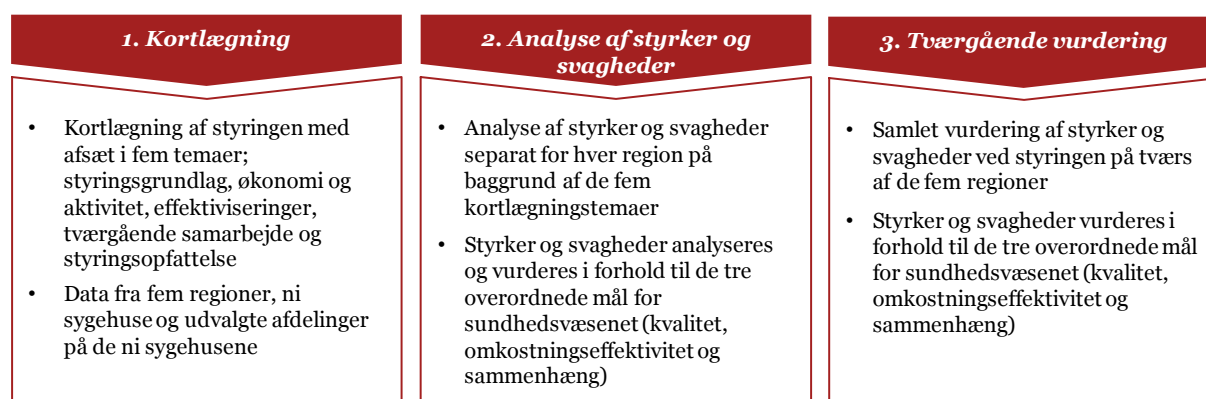 1. Kortlægning
• Kortlægning af styringen med
afsæt i fem temaer;
styringsgrundlag, økonomi og
aktivitet, effektiviseringer,
tværgående samarbejde og
styringsopfattelse
• Data fra fem regioner, ni
sygehuse og udvalgte afdelinger
på de ni sygehusene
2. Analyse af styrker og
svagheder
• Analyse af styrker og svagheder
separat for hver region på
baggrund af de fem
kortlægningstemaer
• Styrker og svagheder analyseres
og vurderes i forhold til de tre
overordnede mål for
sundhedsvæsenet (kvalitet,
omkostningseffektivitet og
sammenhæng)
3. Tværgående vurdering
• Samlet vurdering af styrker og
svagheder ved styringen på tværs
af de fem regioner
• Styrker og svagheder vurderes i
forhold til de tre overordnede mål
for sundhedsvæsenet (kvalitet,
omkostningseffektivitet og
sammenhæng)